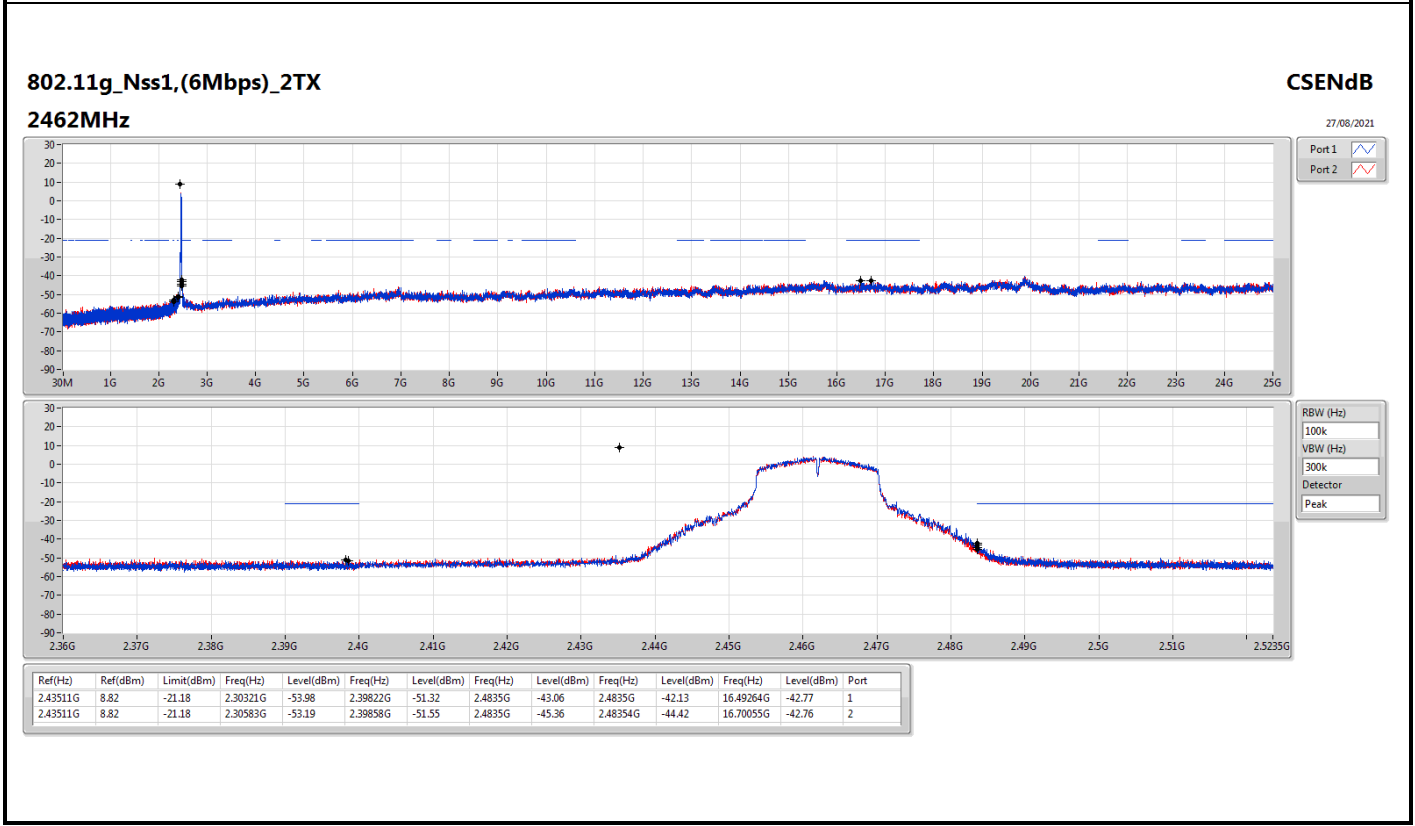 802.11g_Nss1,(6Mbps)_2TX CSENdB
2462MHz 27/08/2021
Port 1
Port 2
30
20
10
0
-10
-20
-30
-40
-50
-60
-70
-80
-90
30M 1G 2G 3G 4G 5G 6G 7G 8G 9G 10G 11G 12G 13G 14G 15G 16G 17G 18G 19G 20G 21G 22G 23G 24G 25G
30
20
10
0
-10
-20
-30
-40
-50
-60
-70
-80
-90
2.36G 2.37G 2.38G 2.39G 2.4G 2.41G 2.42G 2.43G 2.44G 2.45G 2.46G 2.47G 2.48G 2.49G 2.5G 2.51G 2.5235G
RBW (Hz)
100k
VBW (Hz)
300k
Detector
Peak
Ref(Hz) Ref(dBm) Limit(dBm) Freq(Hz) Level(dBm) Freq(Hz) Level(dBm) Freq(Hz) Level(dBm) Freq(Hz) Level(dBm) Freq(Hz) Level(dBm) Port
2.43511G 8.82 -21.18 2.30321G -53.98 2.39822G -51.32 2.4835G -43.06 2.4835G -42.13 16.49264G -42.77 1
2.43511G 8.82 -21.18 2.30583G -53.19 2.39858G -51.55 2.4835G -45.36 2.48354G -44.42 16.70055G -42.76 2